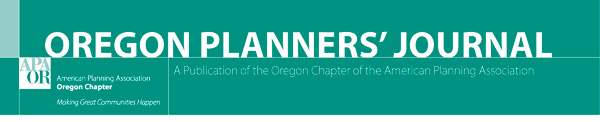 OREGON PLANNERS’ JOURNAL
APA
OR
American Planning Association
Oregon Chapter
Making Great Communities Happen
A Publication of the Oregon Chapter of the American Planning Association